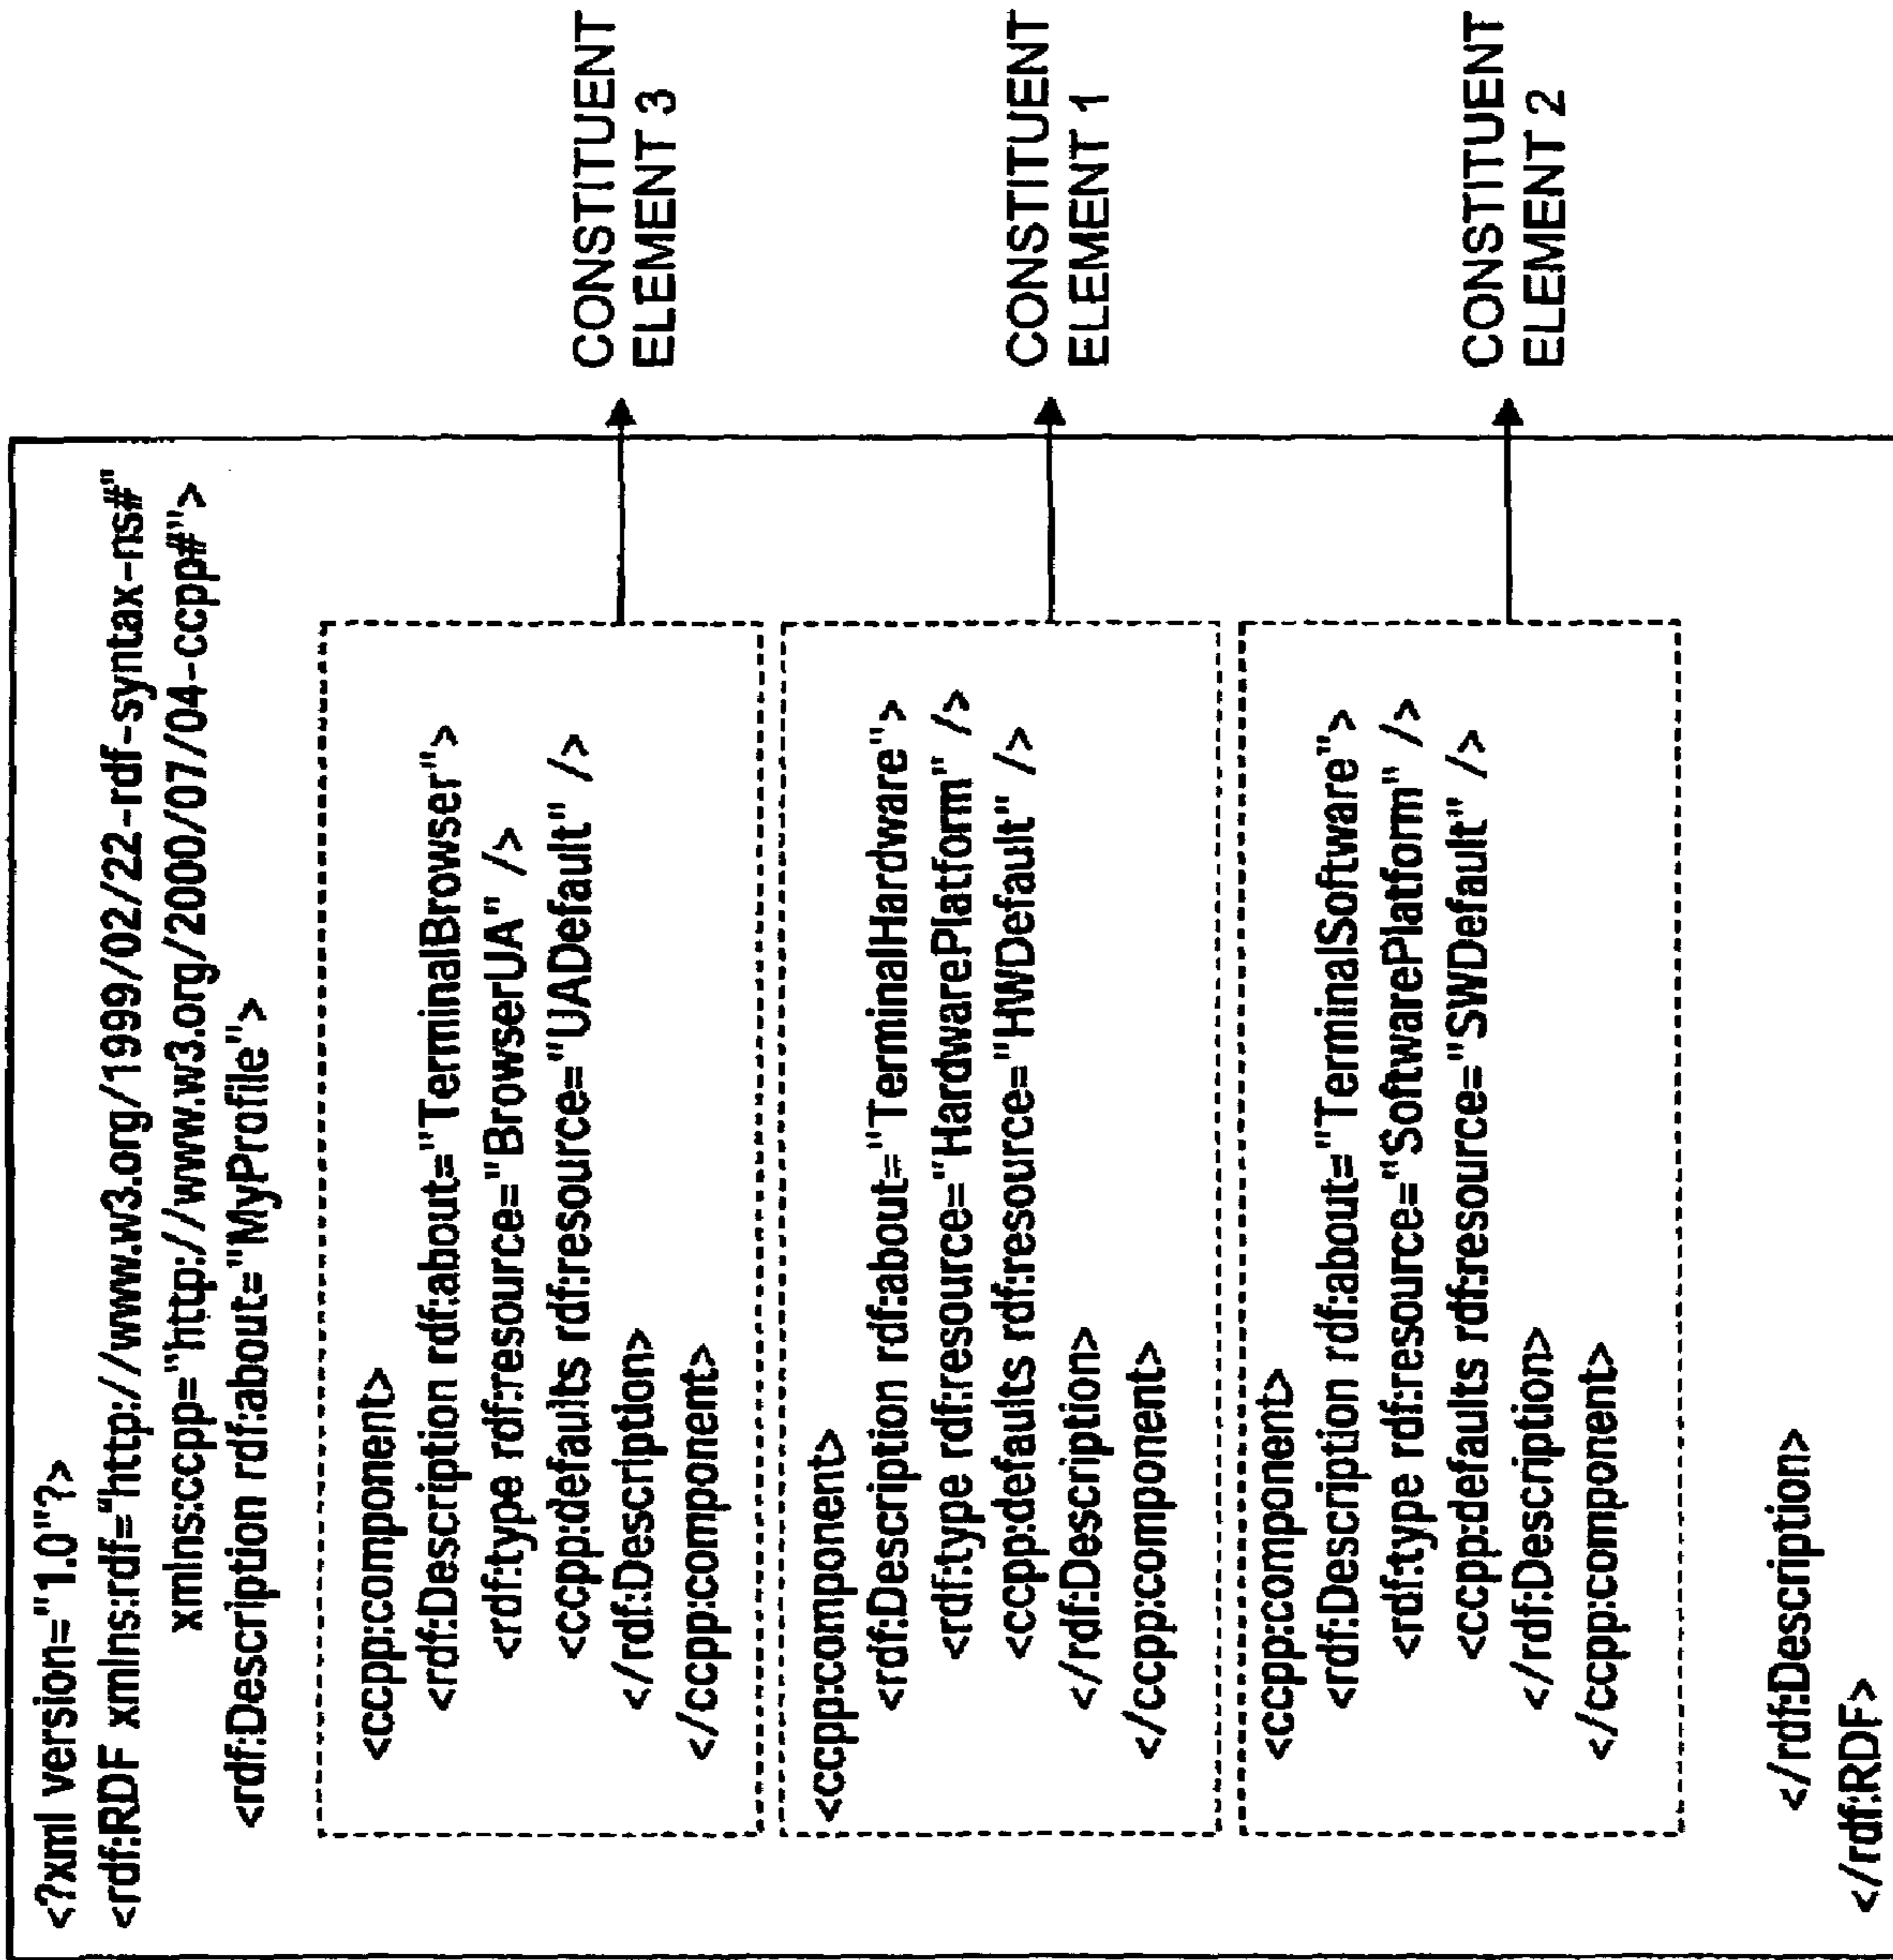 <?xml version="1.0"?>
<rdf:RDF xmlns:rdf="http://www.w3.org/1999/02/22-rdf-syntax-ns#"
xmlns:ccpp="http://www.w3.org/2000/07/04-ccpp#">
<rdf:Description rdf:about="MyProfile">
<ccpp:component>
<rdf:Description rdf:about="TerminalBrowser">
<rdf:type rdf:resource="BrowserUA" />
<ccpp:defaults rdf:resource="UADefault" />
</rdf:Description>
</ccpp:component>
CONSTITUENT
ELEMENT 3
<ccpp:component>
<rdf:Description rdf:about="TerminalHardware">
<rdf:type rdf:resource="HardwarePlatform" />
<ccpp:defaults rdf:resource="HWDefault" />
</rdf:Description>
</ccpp:component>
CONSTITUENT
ELEMENT 1
<ccpp:component>
<rdf:Description rdf:about="TerminalSoftware">
<rdf:type rdf:resource="SoftwarePlatform" />
<ccpp:defaults rdf:resource="SWDefault" />
</rdf:Description>
</ccpp:component>
CONSTITUENT
ELEMENT 2
</rdf:Description>
</rdf:RDF>